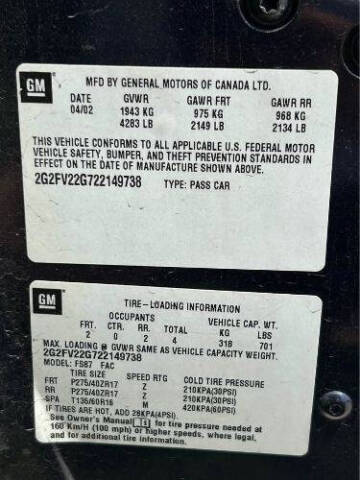 GM
MFD BY GENERAL MOTORS OF CANADA LTD.
DATE GVWR GAWR FRT GAWR RR
04/02 1943 KG 975 KG 968 KG
4283 LB 2149 LB 2134 LB
THIS VEHICLE CONFORMS TO ALL APPLICABLE U.S. FEDERAL MOTOR
VEHICLE SAFETY, BUMPER, AND THEFT PREVENTION STANDARDS IN
EFFECT ON THE DATE OF MANUFACTURE SHOWN ABOVE.
2G2FV22G722149738 TYPE: PASS CAR
GM
TIRE-LOADING INFORMATION
OCCUPANTS VEHICLE CAP. WT.
FRT CTR RR TOTAL KG LBS
2 0 2 4 318 701
MAX. LOADING @ GVWR SAME AS VEHICLE CAPACITY WEIGHT.
2G2FV22G722149738
MODEL: FS87 FAC
TIRE SIZE SPEED RTG COLD TIRE PRESSURE
FRT P275/40ZR17 Z 210KPA(30PSI)
RR P275/40ZR17 Z 210KPA(30PSI)
SPA T135/60R16 M 420KPA(60PSI)
IF TIRES ARE HOT, ADD 28KPA(4PSI).
See Owner's Manual for tire pressure needed at
160 Km/H (100 mph) or higher speeds, where legal,
and for additional information.